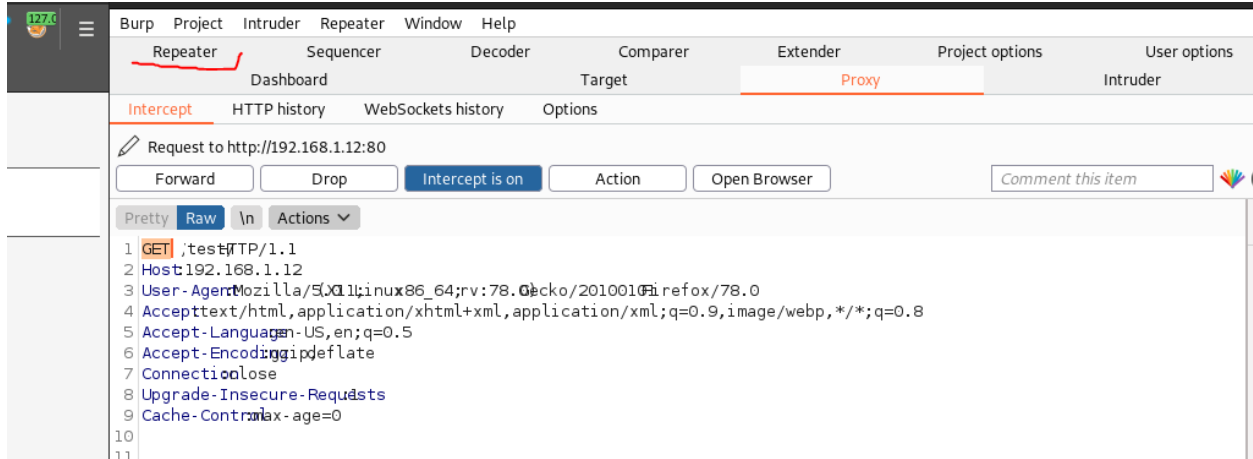 127.0
Burp Project Intruder Repeater Window Help
Repeater Sequencer Decoder Comparer Extender Project options User options
Dashboard Target Proxy Intruder
Intercept HTTP history WebSockets history Options
Request to http://192.168.1.12:80
Forward Drop Intercept is on Action Open Browser Comment this item
Pretty Raw \n Actions
1 GET /test/ HTTP/1.1
2 Host: 192.168.1.12
3 User-Agent: Mozilla/5.0 (X11; Linux x86_64; rv:78.0) Gecko/20100101 Firefox/78.0
4 Accept: text/html,application/xhtml+xml,application/xml;q=0.9,image/webp,*/*;q=0.8
5 Accept-Language: en-US,en;q=0.5
6 Accept-Encoding: gzip, deflate
7 Connection: close
8 Upgrade-Insecure-Requests: 1
9 Cache-Control: max-age=0
10
11